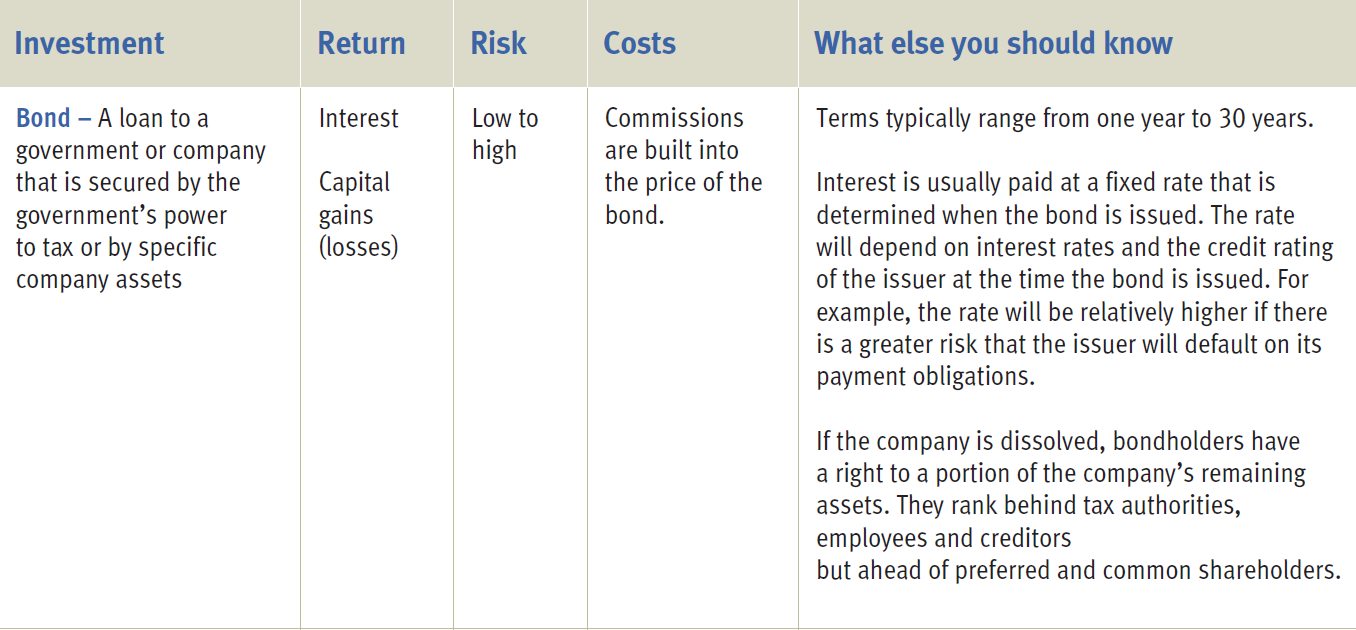 Investment
Return
Risk
Costs
What else you should know
Bond – A loan to a
government or company
that is secured by the
government’s power
to tax or by specific
company assets
Interest
Capital
gains
(losses)
Low to
high
Commissions
are built into
the price of the
bond.
Terms typically range from one year to 30 years.
Interest is usually paid at a fixed rate that is
determined when the bond is issued. The rate
will depend on interest rates and the credit rating
of the issuer at the time the bond is issued. For
example, the rate will be relatively higher if there
is a greater risk that the issuer will default on its
payment obligations.
If the company is dissolved, bondholders have
a right to a portion of the company’s remaining
assets. They rank behind tax authorities,
employees and creditors
but ahead of preferred and common shareholders.